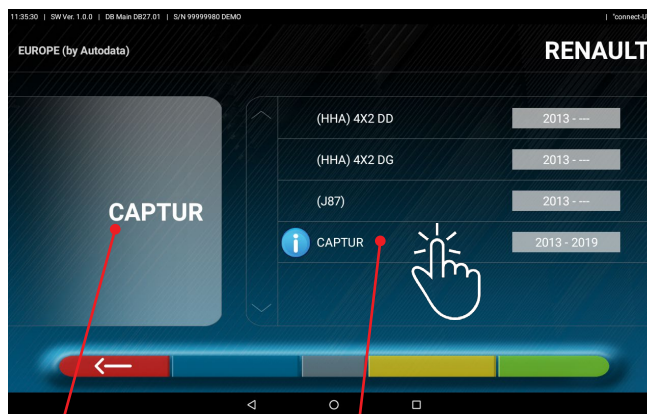 11:35:30 | SW Ver. 1.0.0 | DB Main DB27.01 | S/N 99999980 DEMO | "connect-U
EUROPE (by Autodata) RENAULT
(HHA) 4X2 DD 2013 - ---
(HHA) 4X2 DG 2013 - ---
(J87) 2013 - ---
CAPTUR
i CAPTUR 2013 - 2019